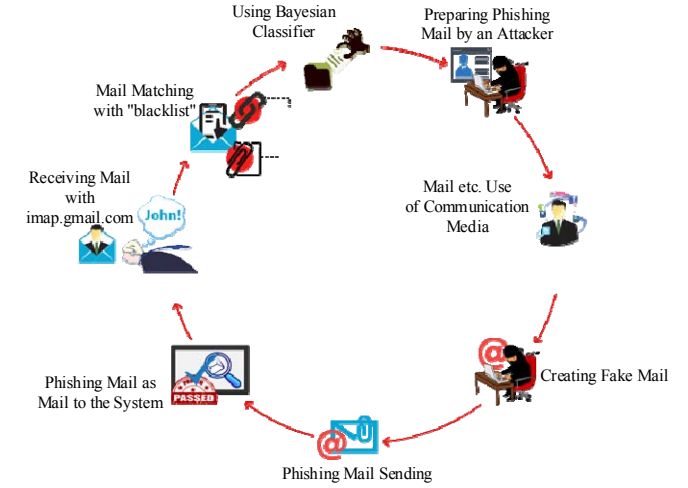 Using Bayesian
Classifier
Preparing Phishing
Mail by an Attacker
Mail Matching
with "blacklist"
Mail etc. Use
of Communication
Media
Receiving Mail
with
imap.gmail.com
John!
Creating Fake Mail
@
Phishing Mail as
Mail to the System
PASSED
@
Phishing Mail Sending